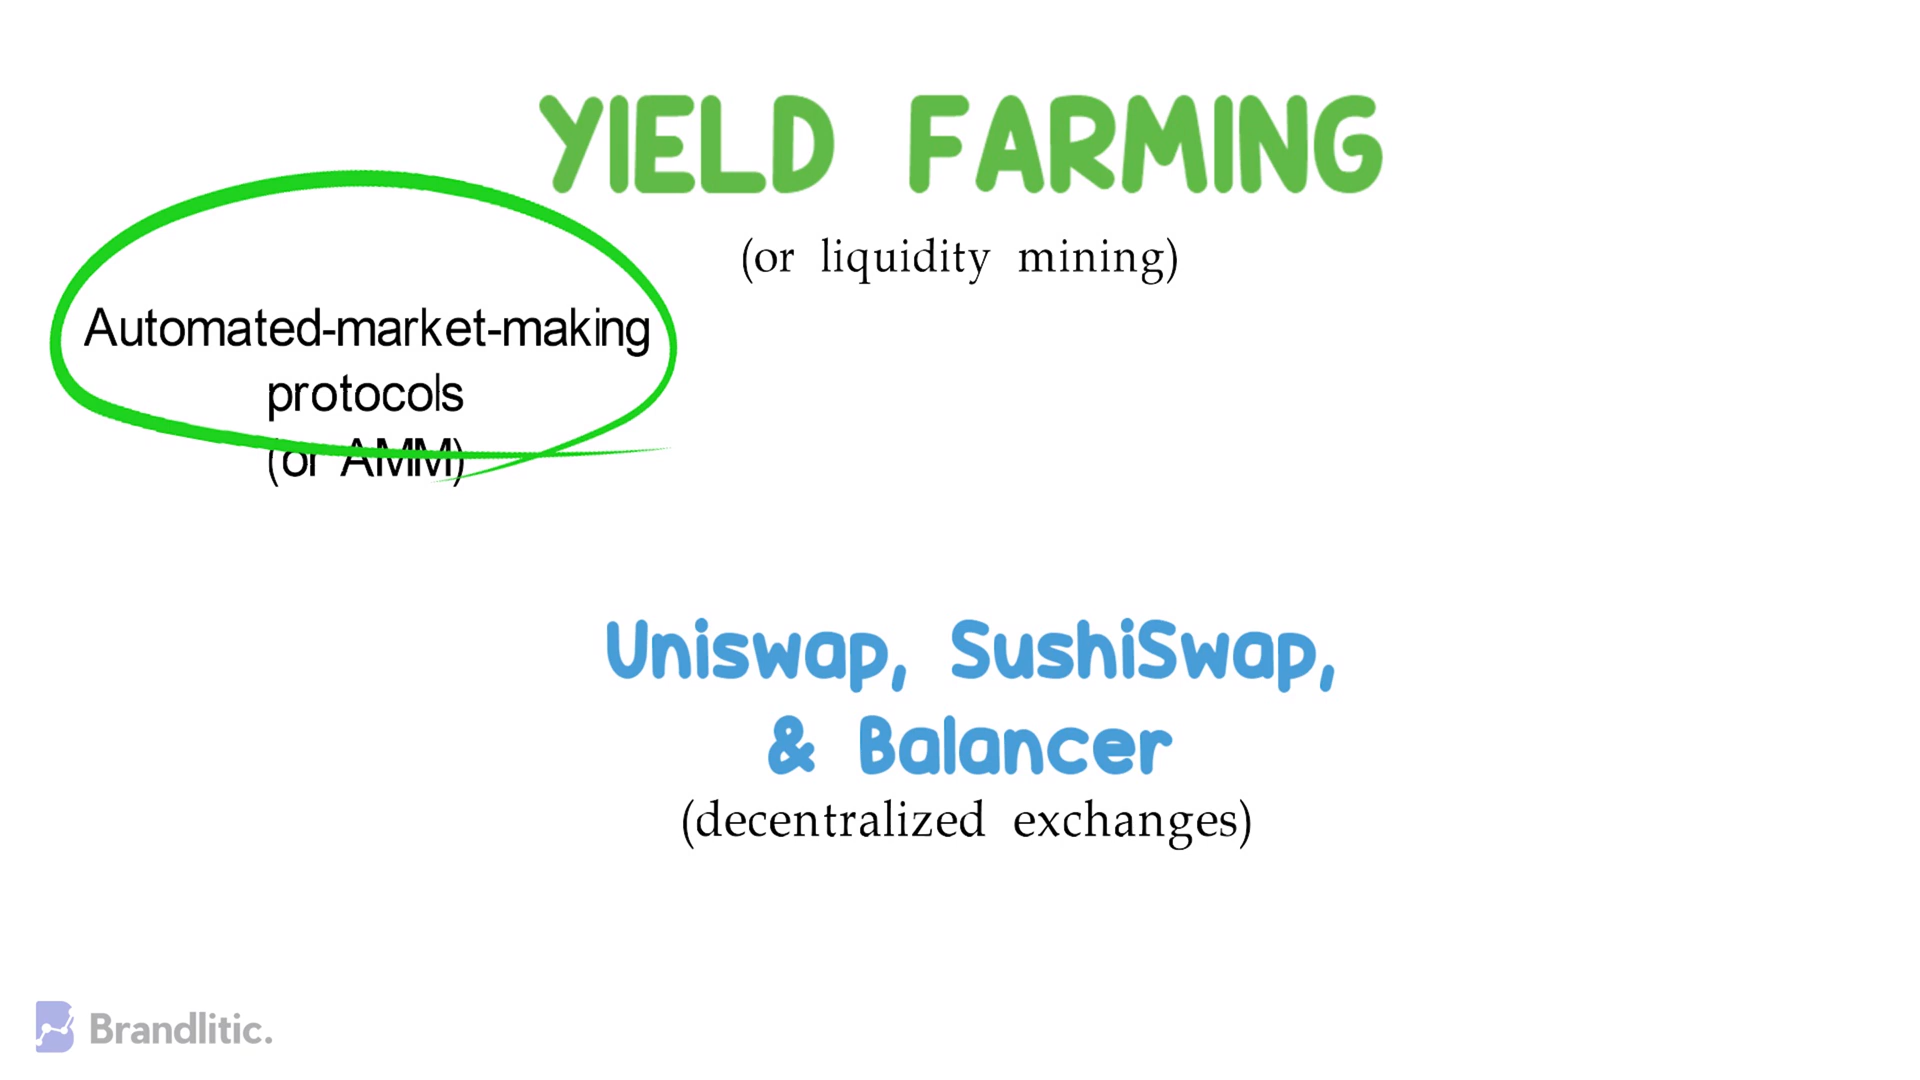 YIELD FARMING
(or liquidity mining)
Automated-market-making
protocols
(or AMM)
Uniswap, SushiSwap,
& Balancer
(decentralized exchanges)
Brandlitic.